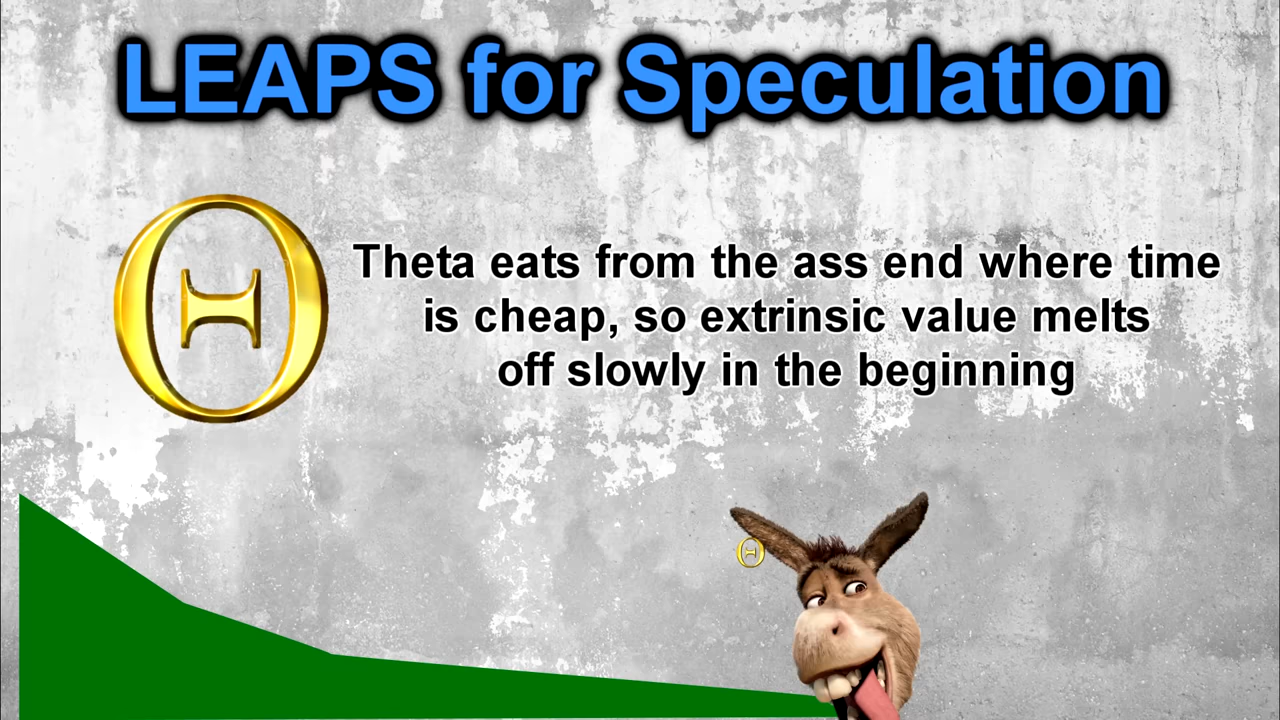 LEAPS for Speculation
Θ
Theta eats from the ass end where time
is cheap, so extrinsic value melts
off slowly in the beginning
Θ